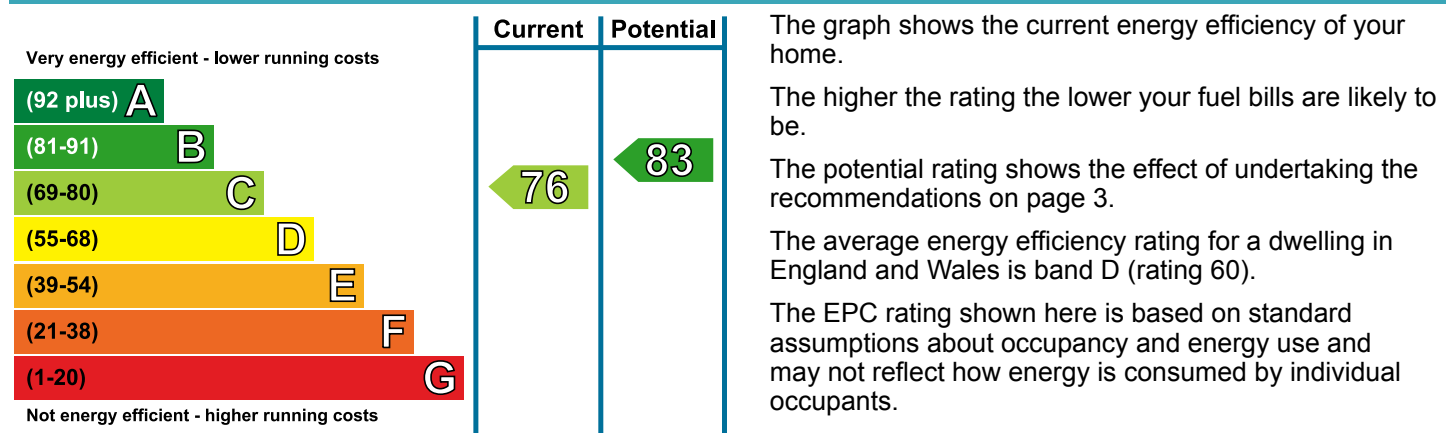 Current Potential
Very energy efficient - lower running costs
(92 plus) A
(81-91) B
(69-80) C
(55-68) D
(39-54) E
(21-38) F
(1-20) G
Not energy efficient - higher running costs
76
83
The graph shows the current energy efficiency of your
home.
The higher the rating the lower your fuel bills are likely to
be.
The potential rating shows the effect of undertaking the
recommendations on page 3.
The average energy efficiency rating for a dwelling in
England and Wales is band D (rating 60).
The EPC rating shown here is based on standard
assumptions about occupancy and energy use and
may not reflect how energy is consumed by individual
occupants.